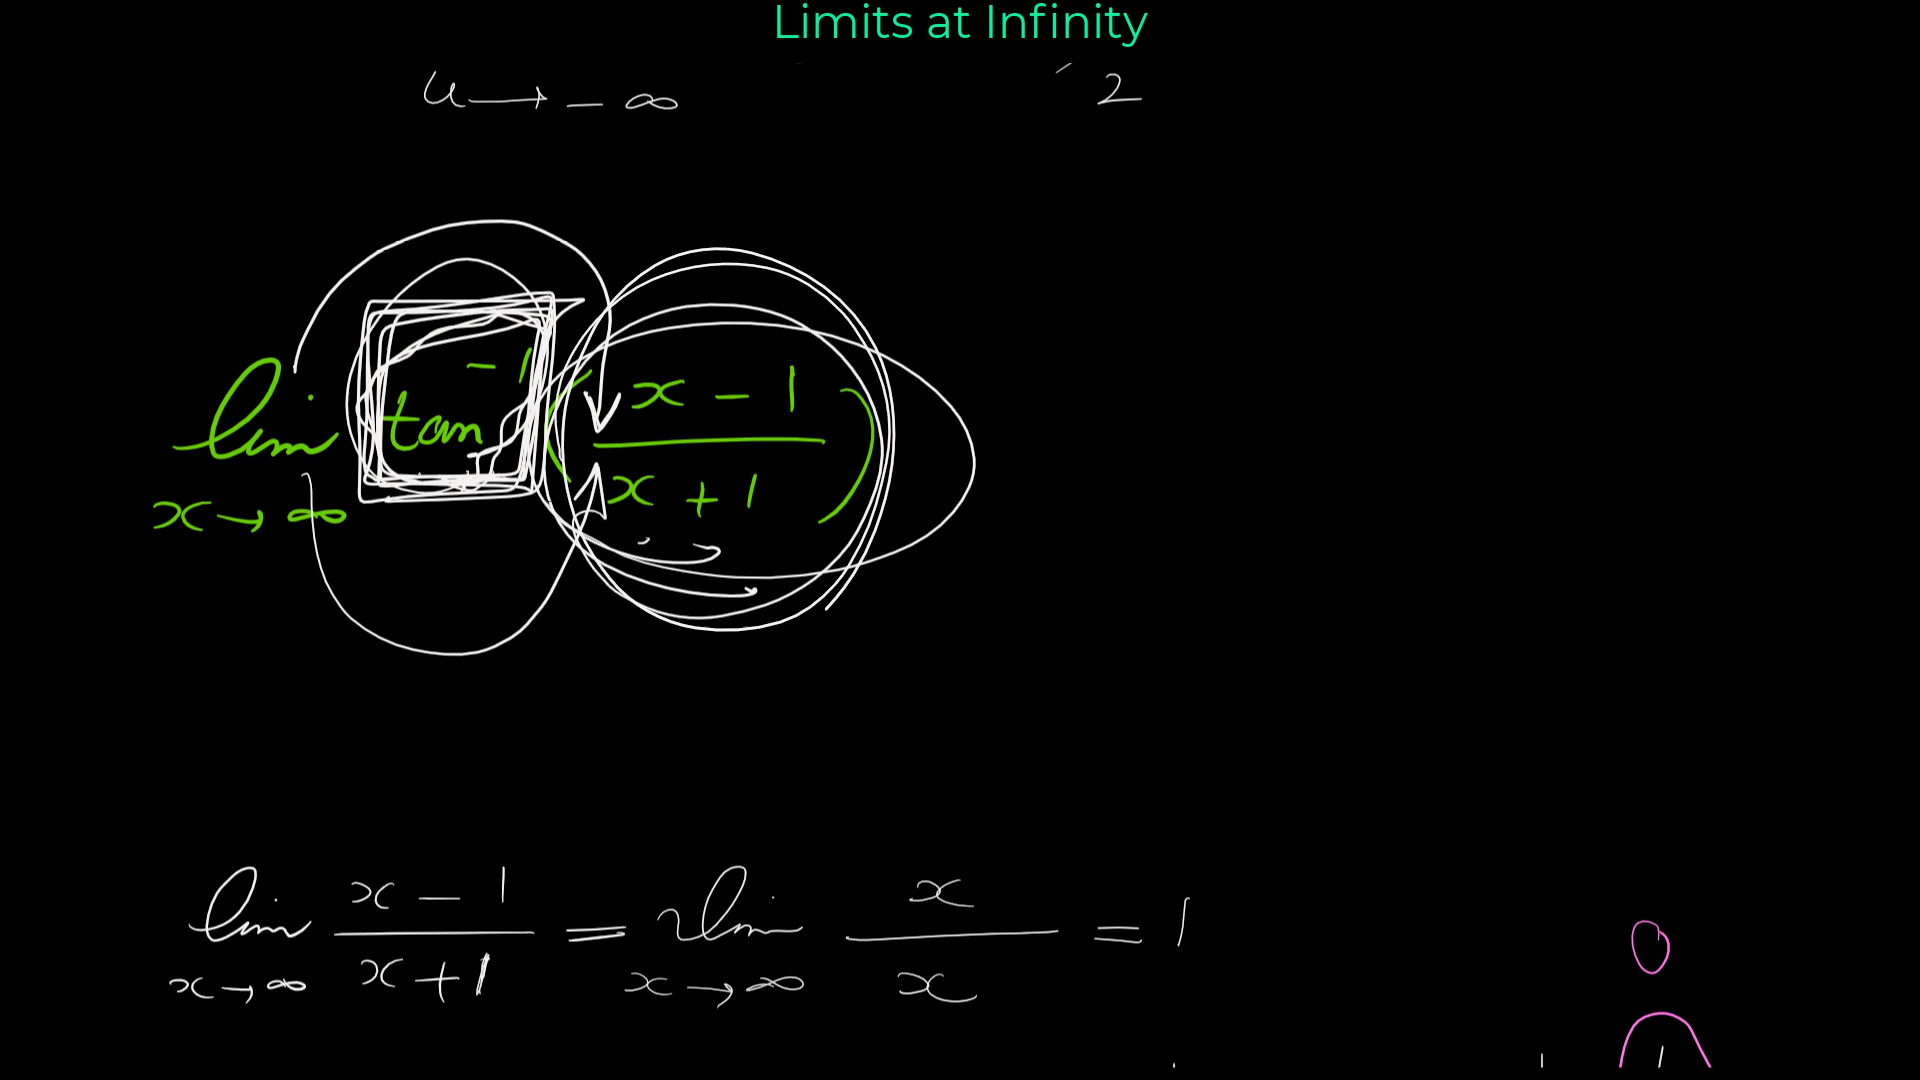 Limits at Infinity
u → -∞ 2
lim x→∞ tan⁻¹ ( (x - 1) / (x + 1) )
lim x→∞ (x - 1) / (x + 1) = lim x→∞ x / x = 1